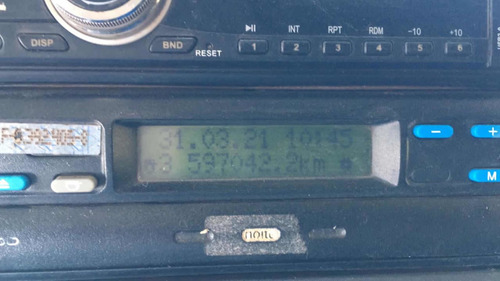 DISP
BND
RESET
▶II INT RPT RDM -10 +10
1 2 3 4 5 6
31.03.21 10:45
3 597042.2km
- +
M